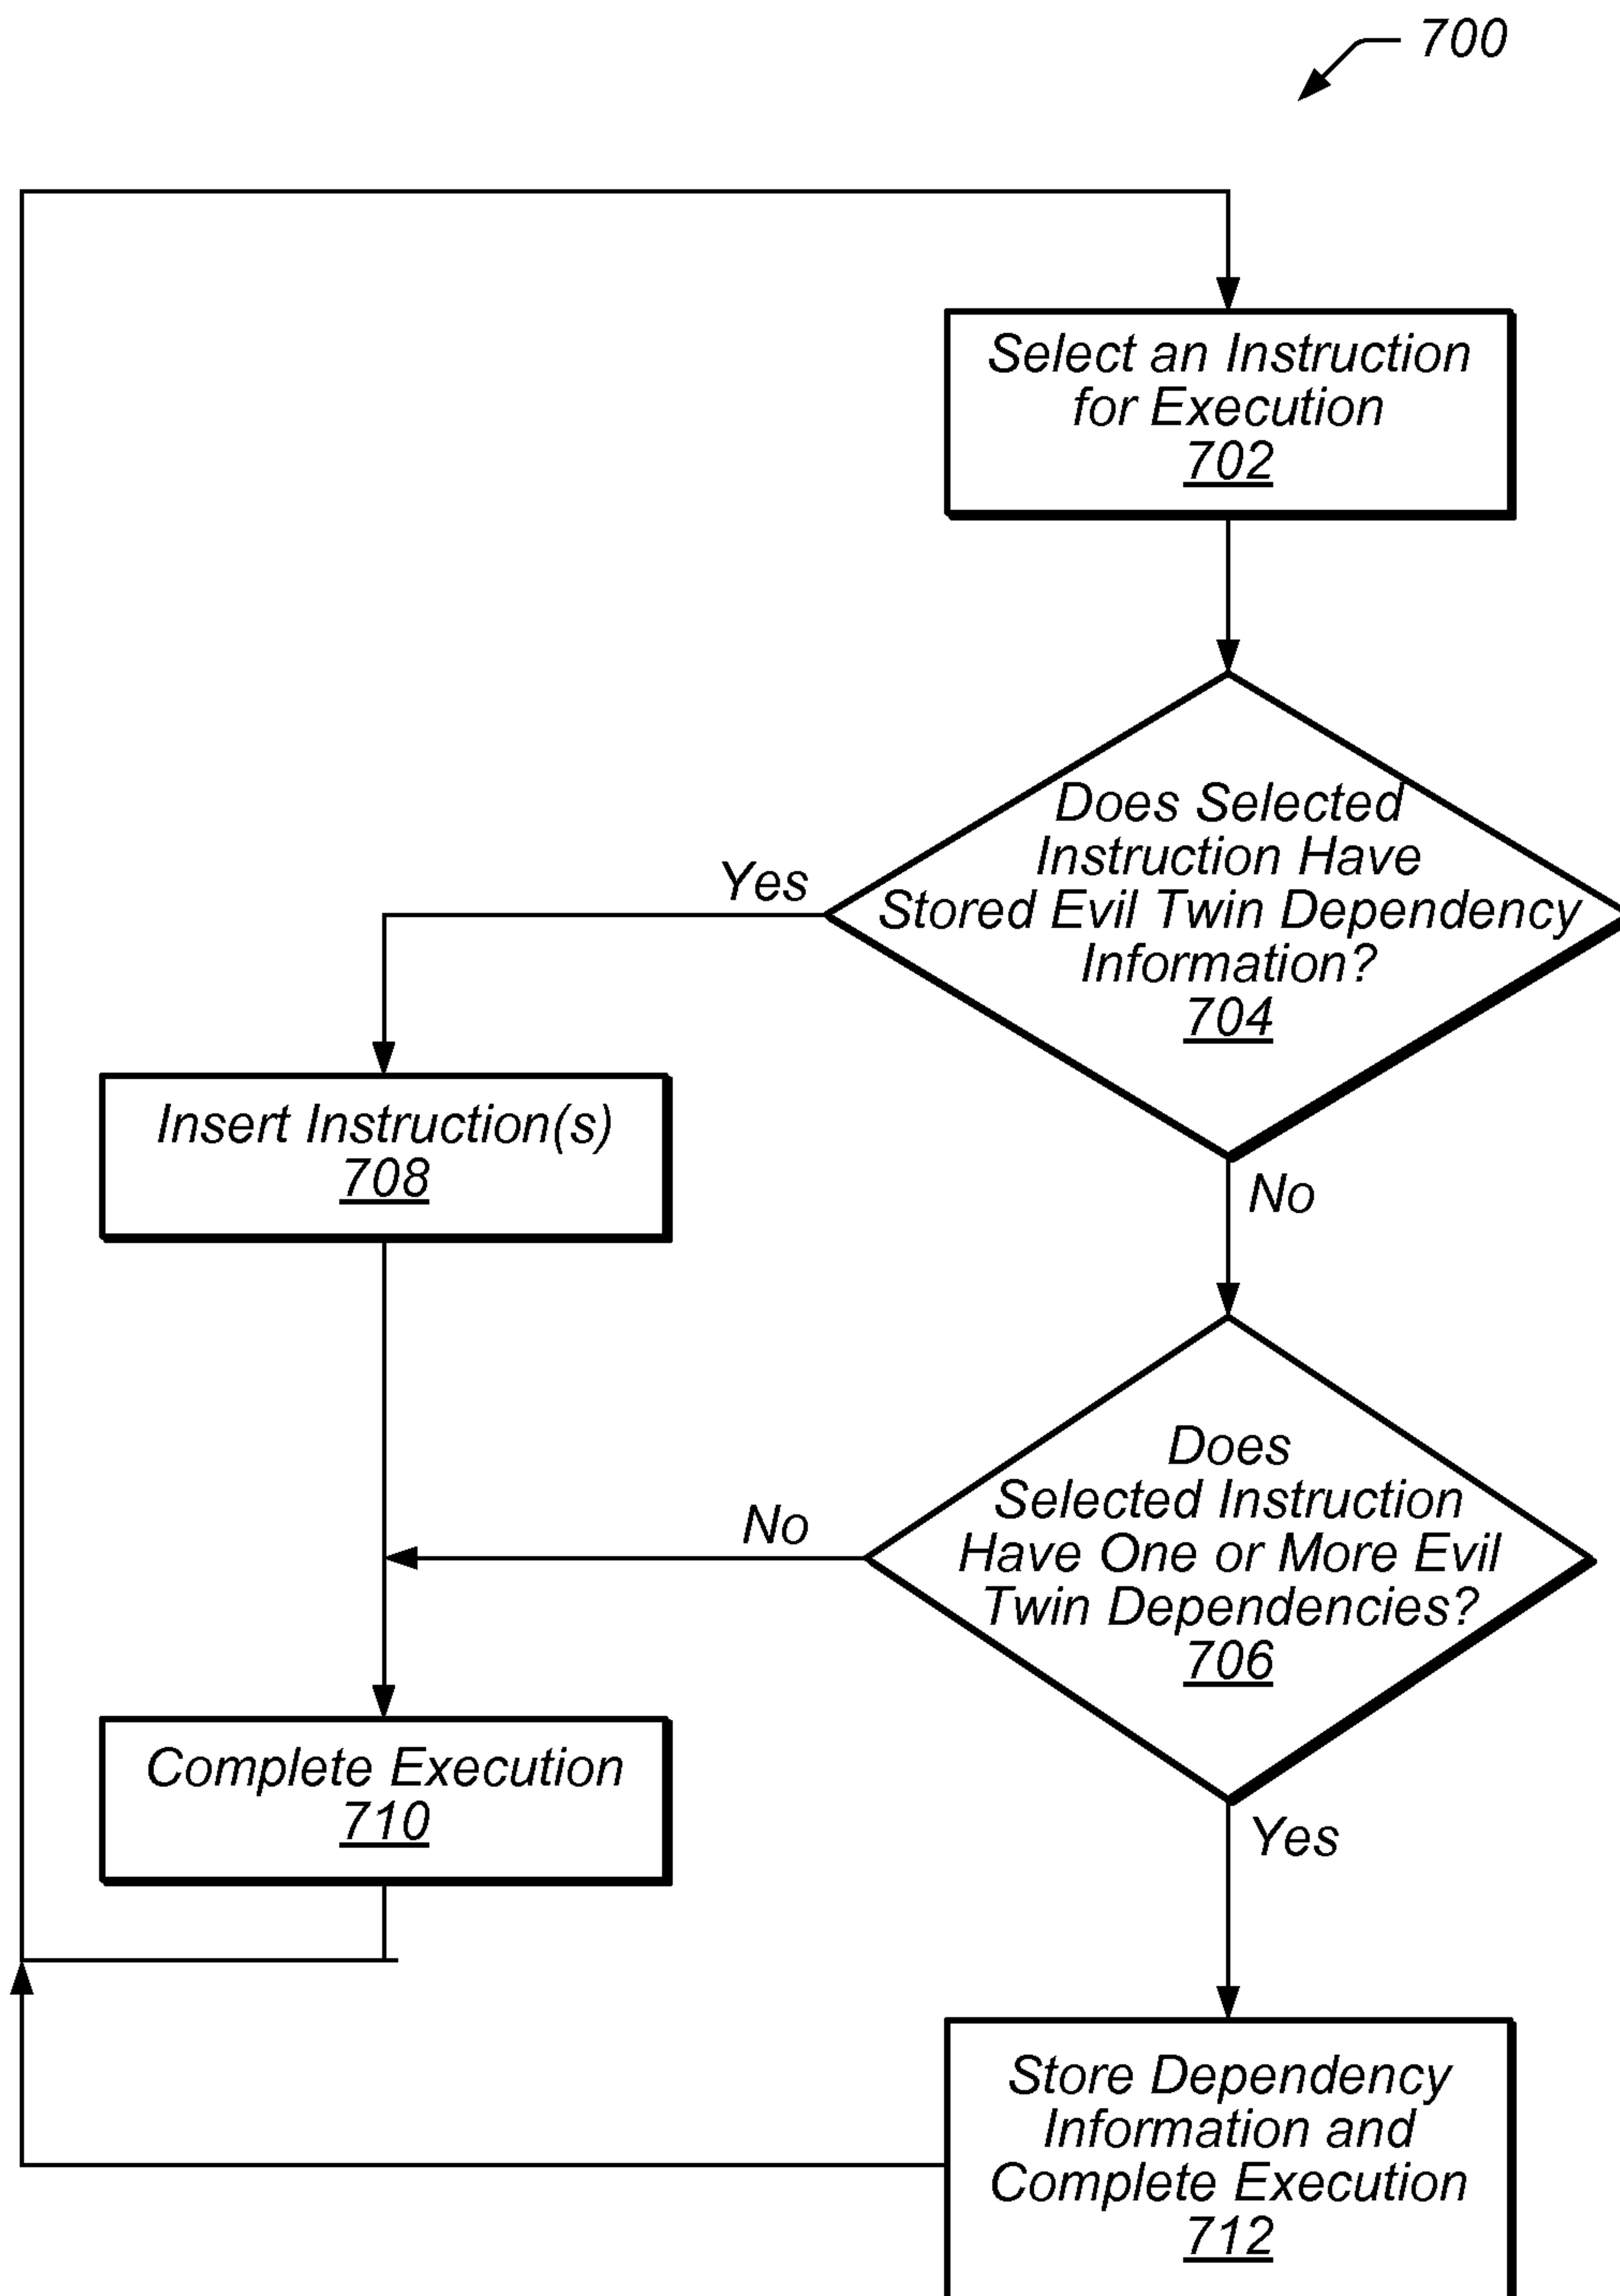 700
Select an Instruction
for Execution
702
Does Selected
Instruction Have
Stored Evil Twin Dependency
Information?
704
Yes
Insert Instruction(s)
708
No
Does
Selected Instruction
Have One or More Evil
Twin Dependencies?
706
No
Complete Execution
710
Yes
Store Dependency
Information and
Complete Execution
712